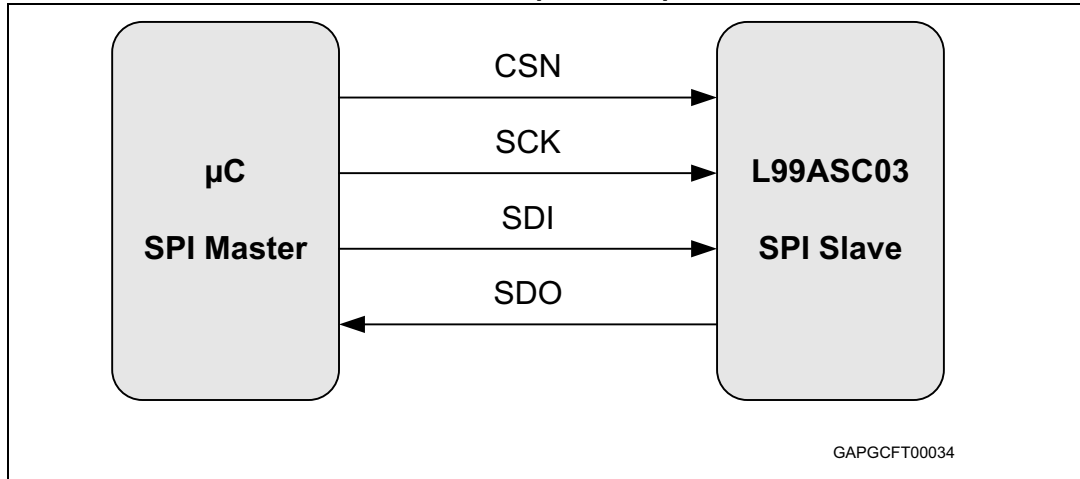 CSN
SCK
SDI
SDO
µC
SPI Master
L99ASC03
SPI Slave
GAPGCFT00034